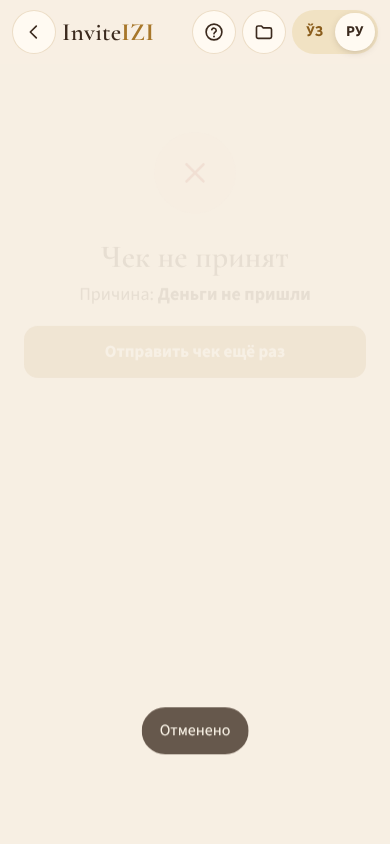 InviteIZI
ЎЗ
РУ
Чек не принят
Причина: Деньги не пришли
Отправить чек ещё раз
Отменено